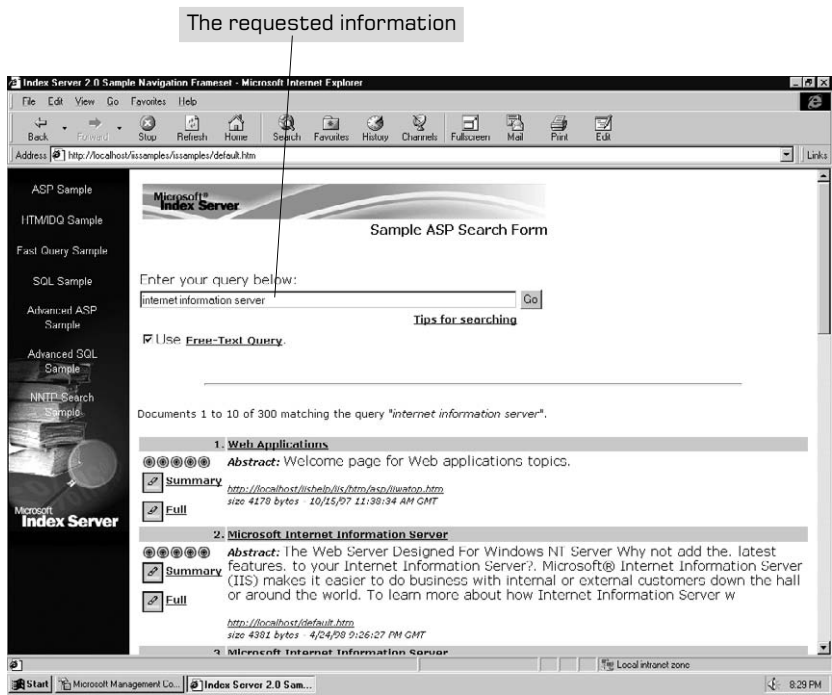 The requested information
Index Server 2.0 Sample Navigation Frameset - Microsoft Internet Explorer
File Edit View Go Favorites Help
Back Forward Stop Refresh Home Search Favorites History Channels Fullscreen Mail Print Edit
Address http://localhost/iissamples/issamples/default.htm Links
ASP Sample
HTM/IDQ Sample
Fast Query Sample
SQL Sample
Advanced ASP
Sample
Advanced SQL
Sample
NNTP Search
Sample
Microsoft
Index Server
Microsoft®
Index Server
Sample ASP Search Form
Enter your query below:
internet information server Go
Tips for searching
Use Free-Text Query.
Documents 1 to 10 of 300 matching the query "internet information server".
1. Web Applications
Abstract: Welcome page for Web applications topics.
Summary
http://localhost/iishelp/iis/htm/asp/iiwatop.htm
size 4178 bytes - 10/15/97 11:38:34 AM GMT
Full
2. Microsoft Internet Information Server
Abstract: The Web Server Designed For Windows NT Server Why not add the. latest
features. to your Internet Information Server?. Microsoft® Internet Information Server
Summary
(IIS) makes it easier to do business with internal or external customers down the hall
or around the world. To learn more about how Internet Information Server w
Full
http://localhost/default.htm
size 4381 bytes - 4/24/98 9:26:27 PM GMT
3. Microsoft Internet Information Server
Local intranet zone
Start Microsoft Management Co... Index Server 2.0 Sam... 8:29 PM